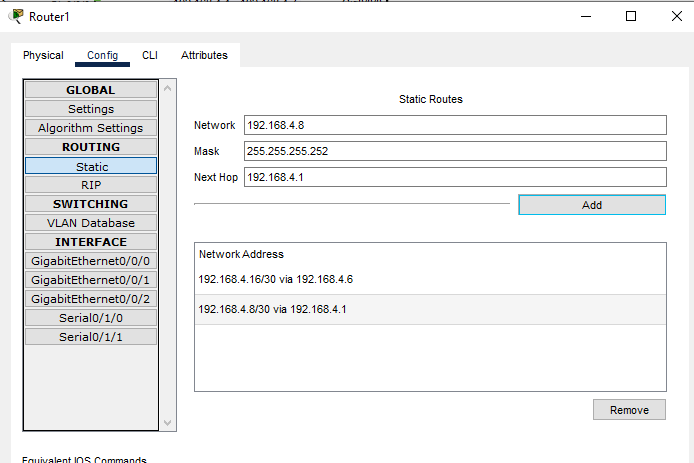 Router1
Physical Config CLI Attributes
GLOBAL
Settings
Algorithm Settings
ROUTING
Static
RIP
SWITCHING
VLAN Database
INTERFACE
GigabitEthernet0/0/0
GigabitEthernet0/0/1
GigabitEthernet0/0/2
Serial0/1/0
Serial0/1/1
Static Routes
Network 192.168.4.8
Mask 255.255.255.252
Next Hop 192.168.4.1
Add
Network Address
192.168.4.16/30 via 192.168.4.6
192.168.4.8/30 via 192.168.4.1
Remove
Equivalent IOS Commands